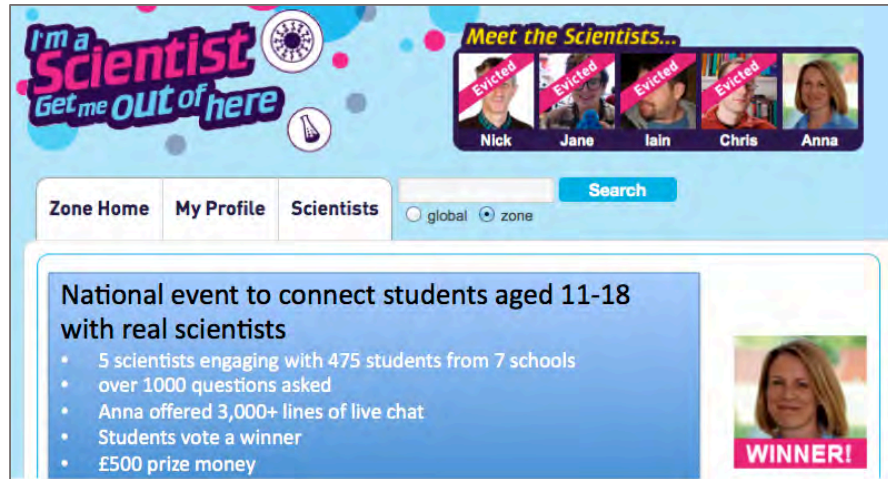 I'm a
Scientist
Get me OUT of here
Meet the Scientists...
Evicted Evicted Evicted Evicted
Nick Jane Iain Chris Anna
Zone Home My Profile Scientists
Search
global zone
National event to connect students aged 11-18
with real scientists
• 5 scientists engaging with 475 students from 7 schools
• over 1000 questions asked
• Anna offered 3,000+ lines of live chat
• Students vote a winner
• £500 prize money
WINNER!